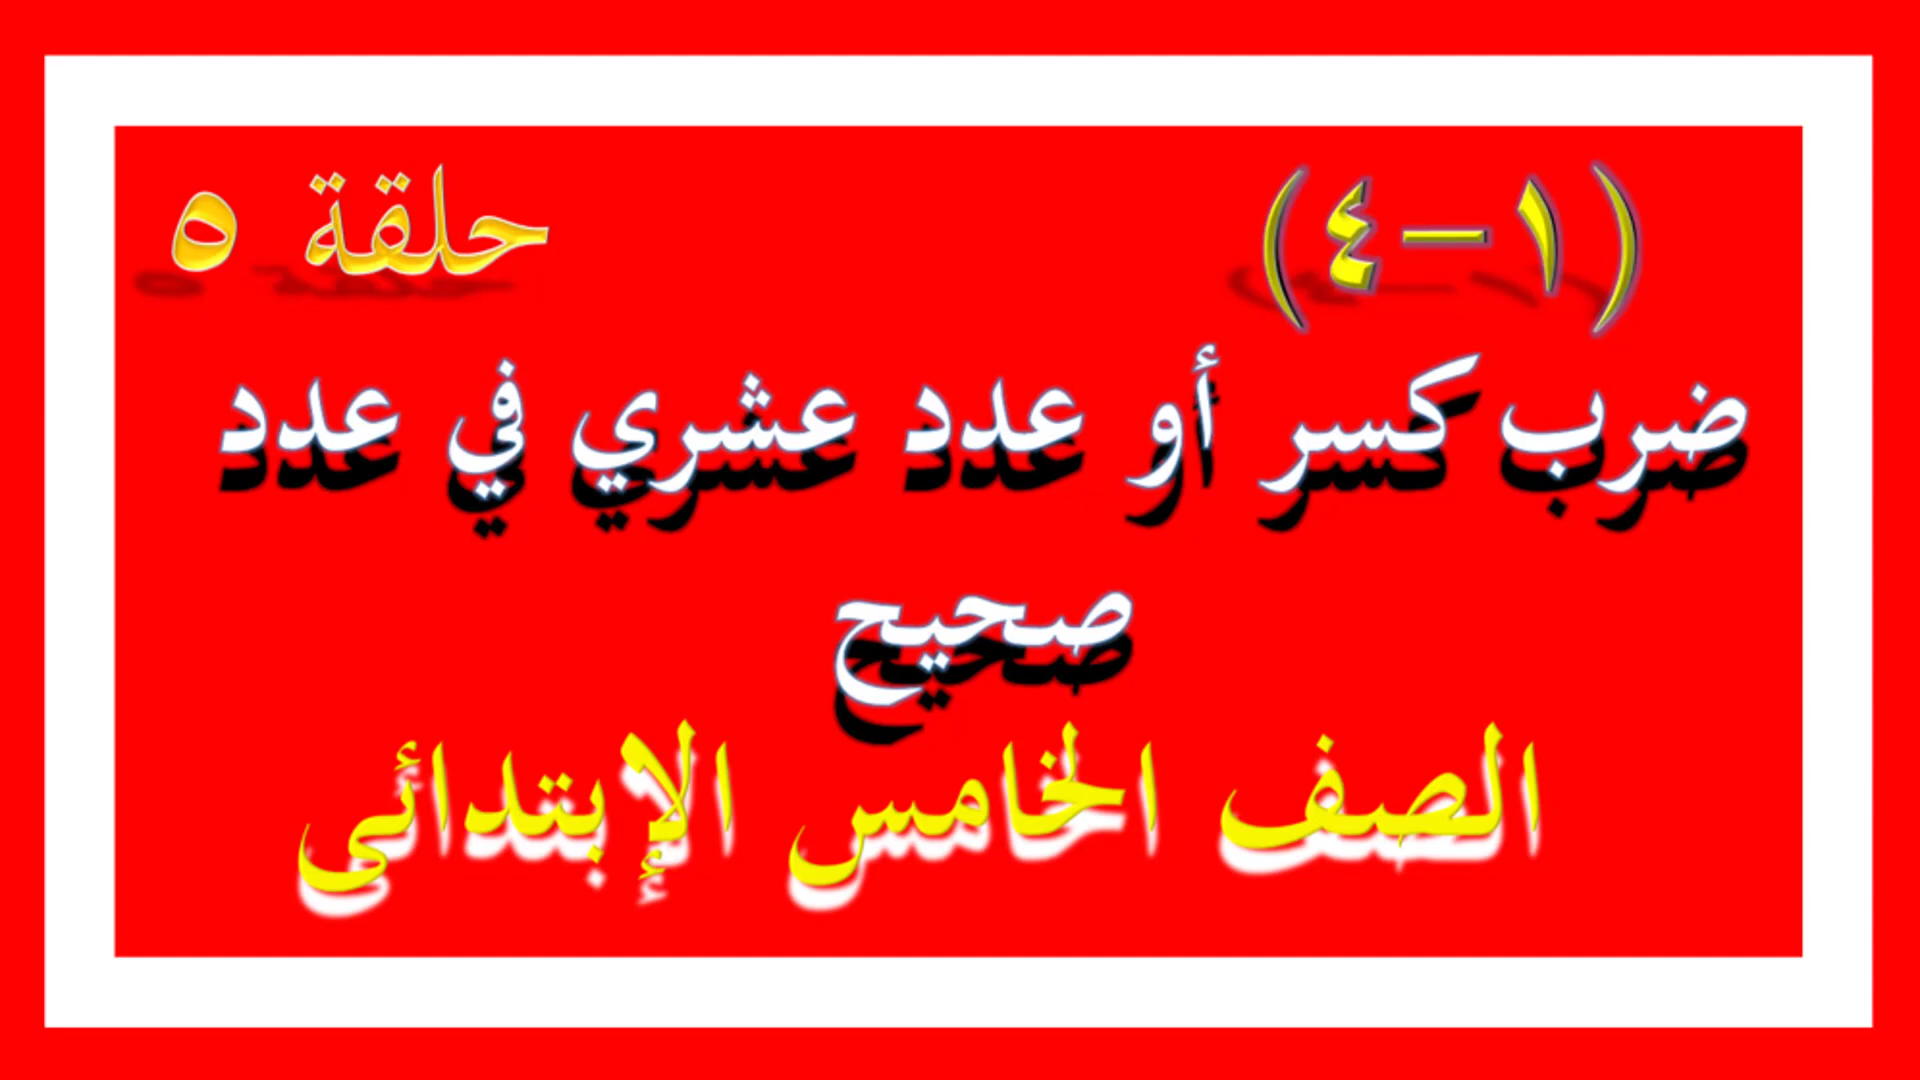 (١-٤) حلقة ٥
ضرب كسر أو عدد عشري في عدد
صحيح
الصف الخامس الإبتدائى